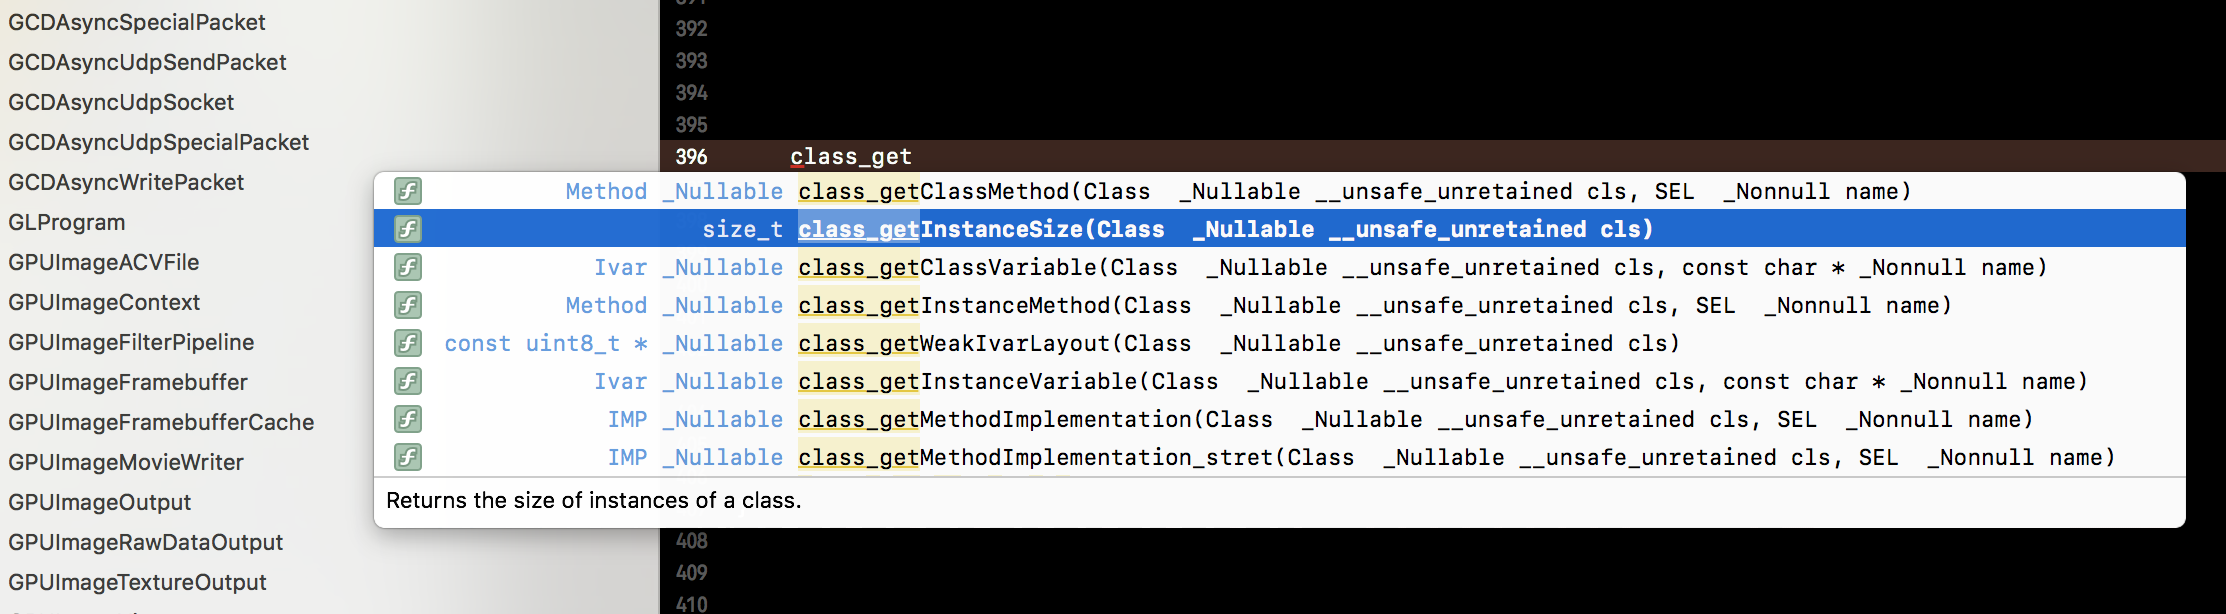 GCDAsyncSpecialPacket
GCDAsyncUdpSendPacket
GCDAsyncUdpSocket
GCDAsyncUdpSpecialPacket
GCDAsyncWritePacket
GLProgram
GPUImageACVFile
GPUImageContext
GPUImageFilterPipeline
GPUImageFramebuffer
GPUImageFramebufferCache
GPUImageMovieWriter
GPUImageOutput
GPUImageRawDataOutput
GPUImageTextureOutput
392
393
394
395
396 class_get
Method _Nullable class_getClassMethod(Class _Nullable __unsafe_unretained cls, SEL _Nonnull name)
size_t class_getInstanceSize(Class _Nullable __unsafe_unretained cls)
Ivar _Nullable class_getClassVariable(Class _Nullable __unsafe_unretained cls, const char * _Nonnull name)
Method _Nullable class_getInstanceMethod(Class _Nullable __unsafe_unretained cls, SEL _Nonnull name)
const uint8_t * _Nullable class_getWeakIvarLayout(Class _Nullable __unsafe_unretained cls)
Ivar _Nullable class_getInstanceVariable(Class _Nullable __unsafe_unretained cls, const char * _Nonnull name)
IMP _Nullable class_getMethodImplementation(Class _Nullable __unsafe_unretained cls, SEL _Nonnull name)
IMP _Nullable class_getMethodImplementation_stret(Class _Nullable __unsafe_unretained cls, SEL _Nonnull name)
Returns the size of instances of a class.
408
409
410